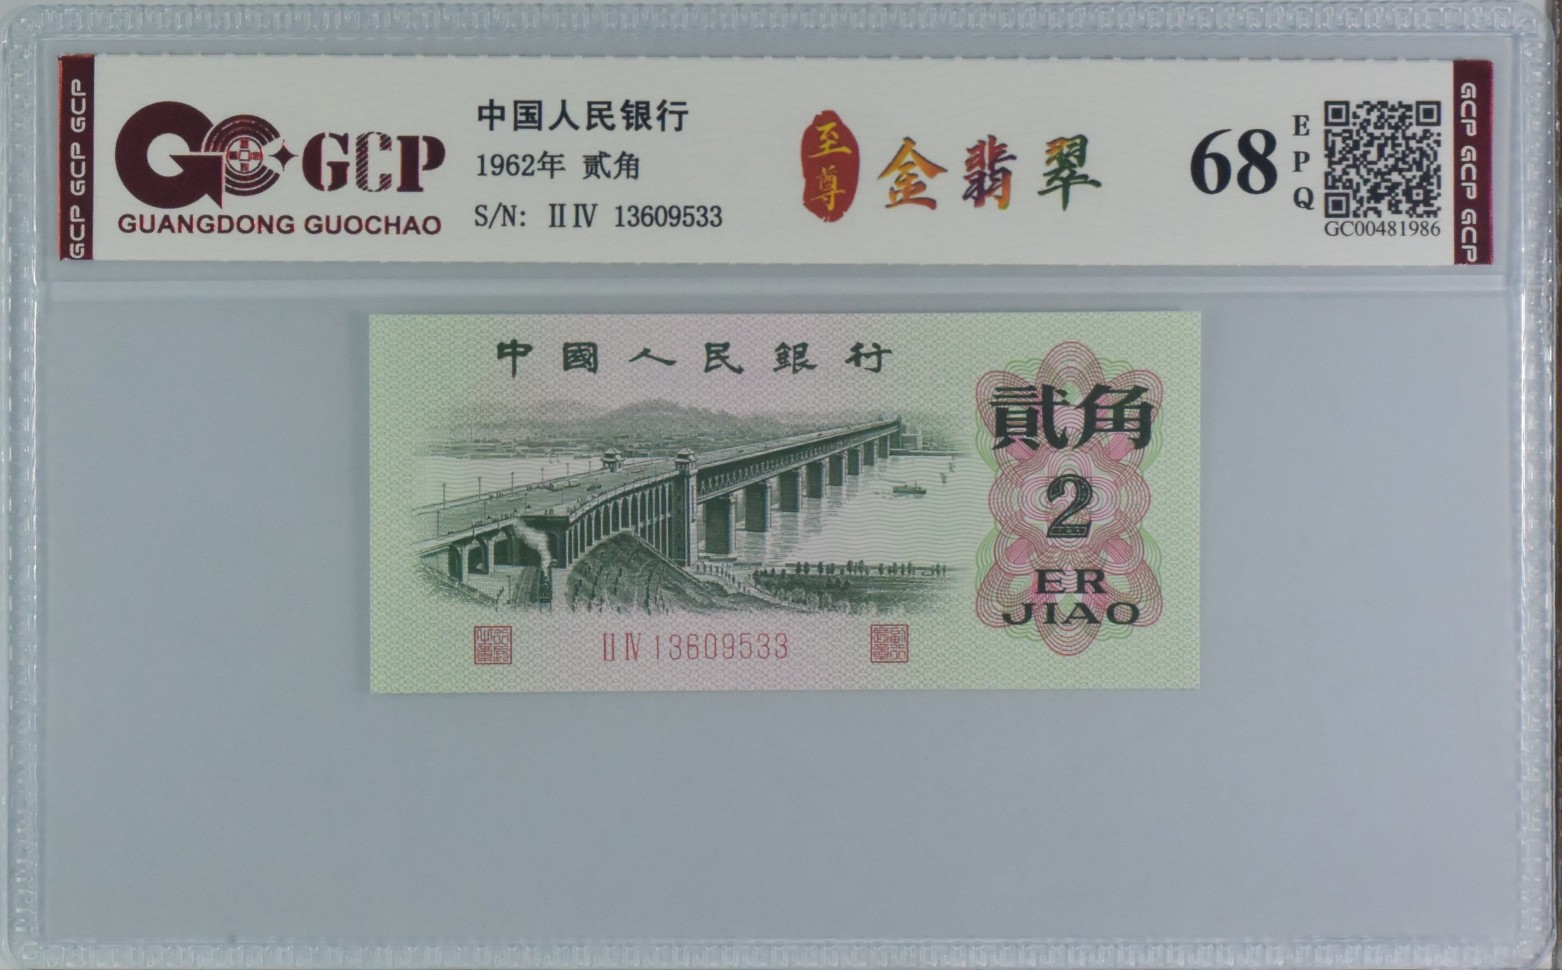 GCP GCP GCP
GCP
GUANGDONG GUOCHAO
中国人民银行
1962年 贰角
S/N: ⅡⅣ 13609533
至尊
金翡翠
68
EPQ
GC00481986
GCP GCP GCP
中國人民銀行
貳角
2
ER
JIAO
ⅡⅣ 13609533